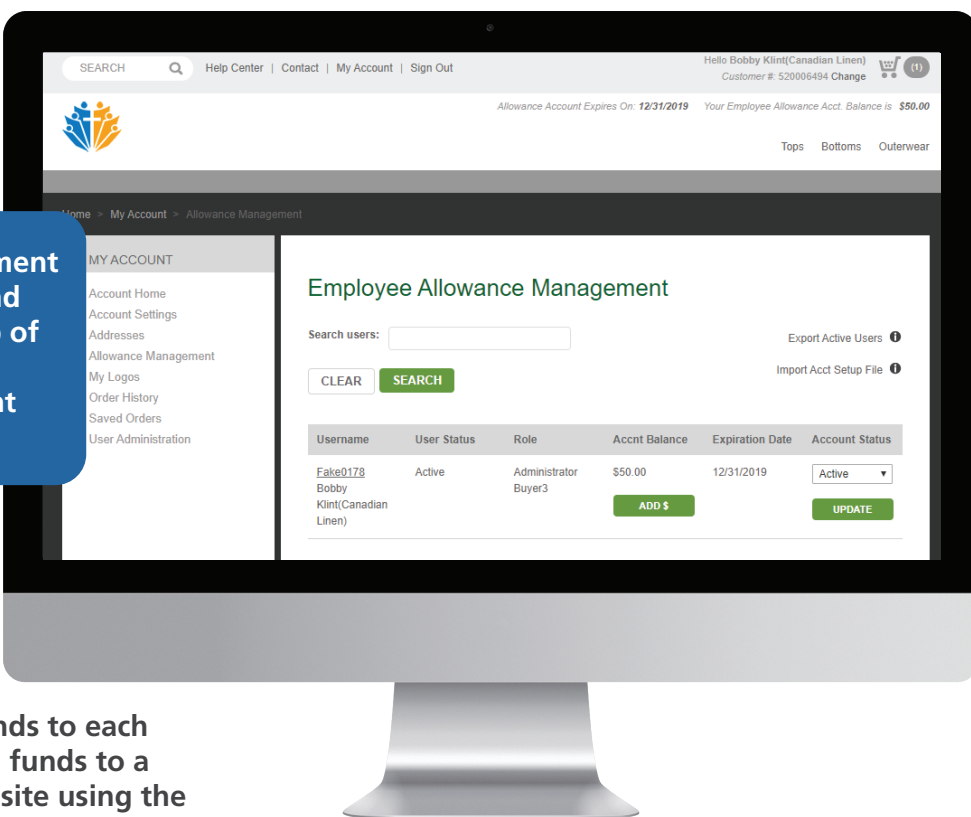 SEARCH Help Center | Contact | My Account | Sign Out
Hello Bobby Klint(Canadian Linen)
Customer #: 520006494 Change
(1)
Allowance Account Expires On: 12/31/2019 Your Employee Allowance Acct. Balance is $50.00
Tops Bottoms Outerwear
Home > My Account > Allowance Management
of
MY ACCOUNT
Account Home
Account Settings
Addresses
Allowance Management
My Logos
Order History
Saved Orders
User Administration
Employee Allowance Management
Search users:
Export Active Users
CLEAR SEARCH
Import Acct Setup File
Username User Status Role Accnt Balance Expiration Date Account Status
Fake0178 Active Administrator $50.00 12/31/2019 Active
Bobby Buyer3
Klint(Canadian ADD $ UPDATE
Linen)
to each
funds to a
site using the